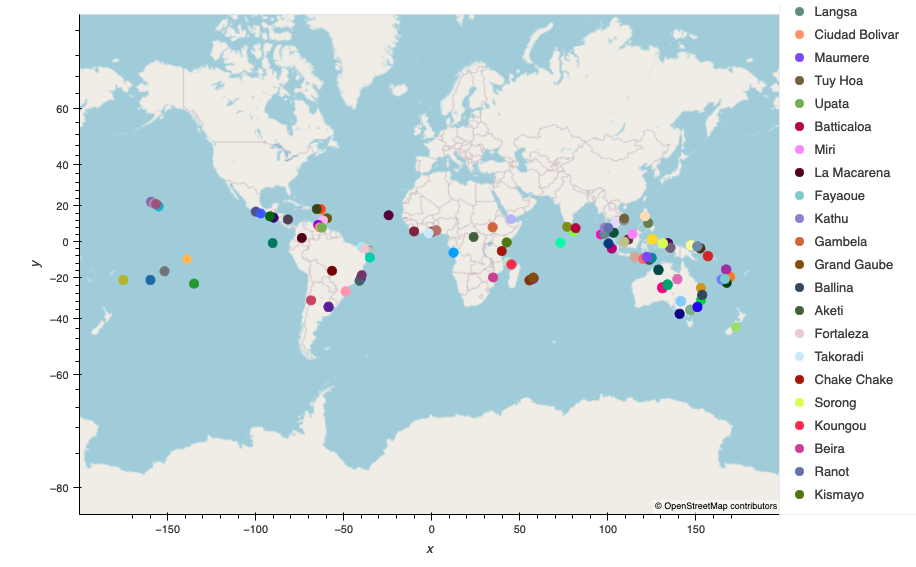 Langsa
Ciudad Bolivar
Maumere
Tuy Hoa
Upata
Batticaloa
Miri
La Macarena
Fayaoue
Kathu
Gambela
Grand Gaube
Ballina
Aketi
Fortaleza
Takoradi
Chake Chake
Sorong
Koungou
Beira
Ranot
Kismayo
60
40
20
0
−20
−40
−60
−80
y
© OpenStreetMap contributors
−150
−100
−50
0
50
100
150
x